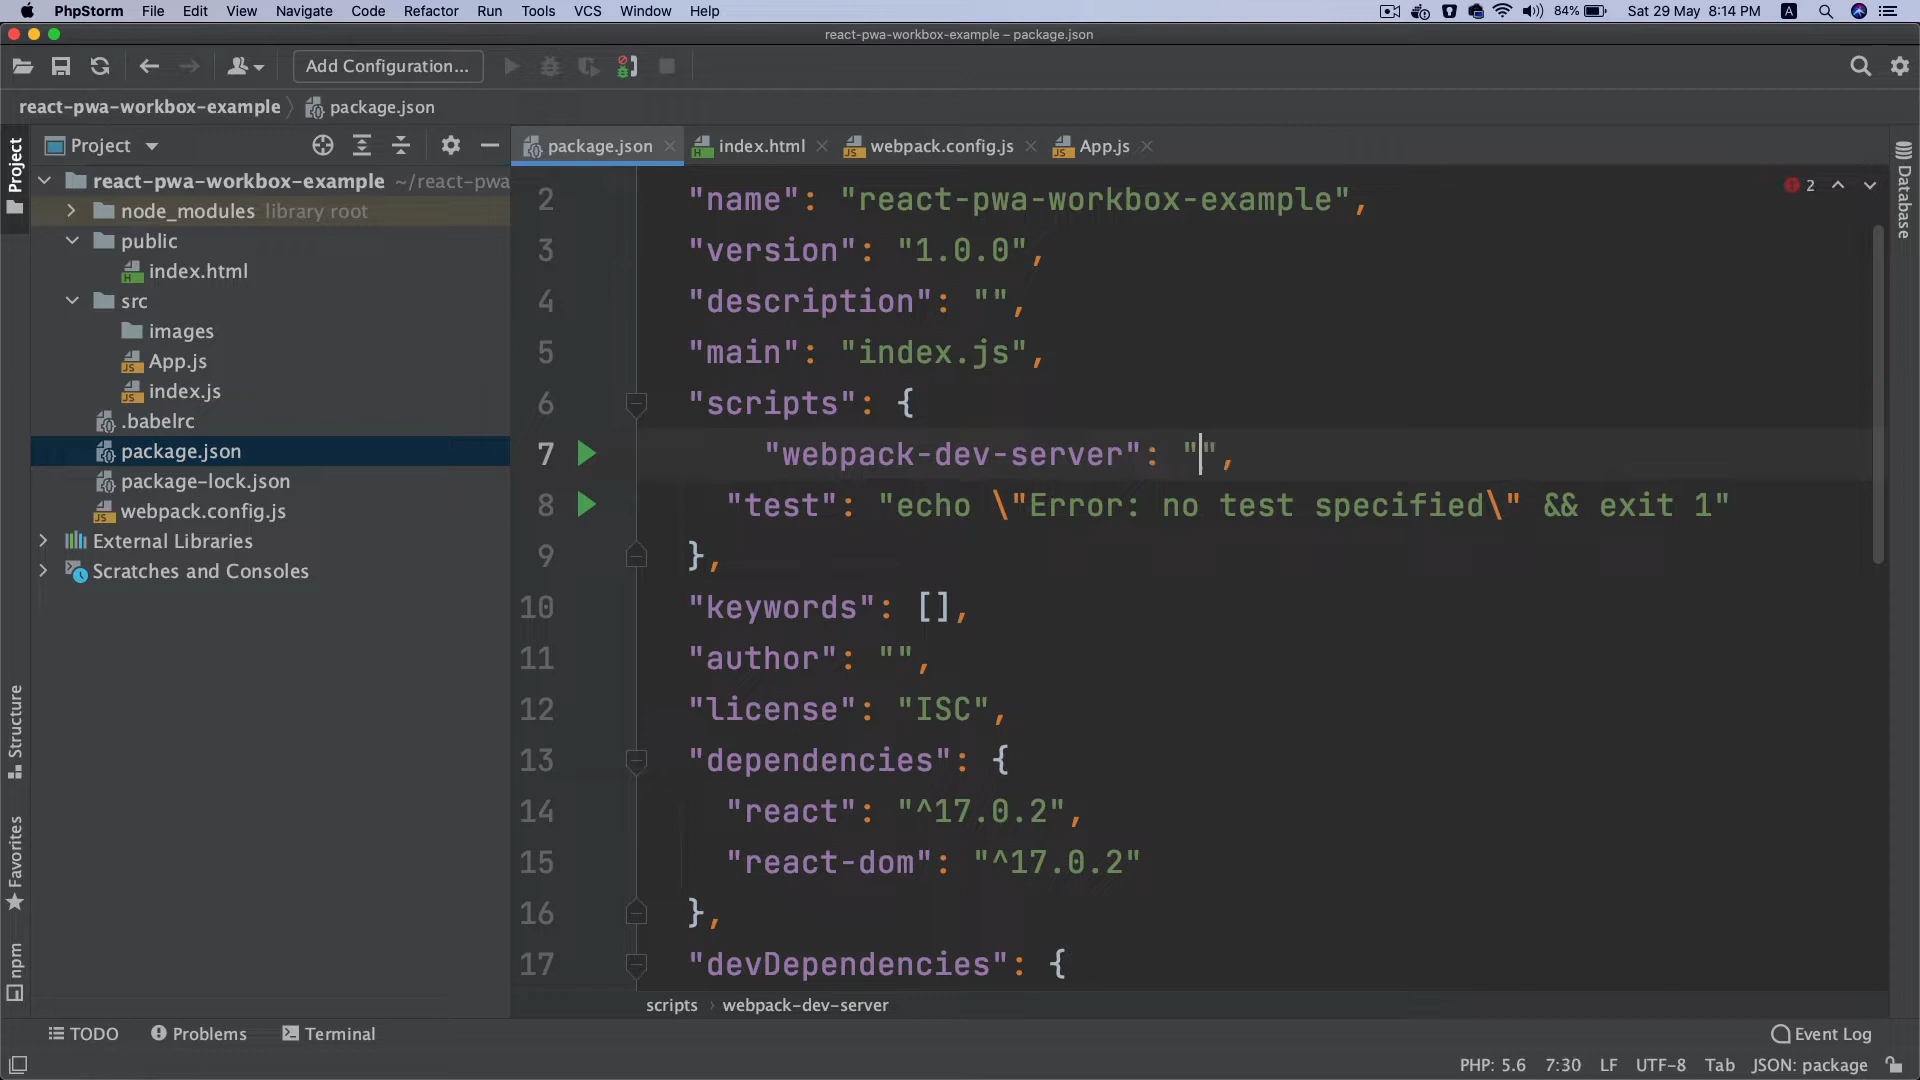 PhpStorm File Edit View Navigate Code Refactor Run Tools VCS Window Help 84% Sat 29 May 8:14 PM A
react-pwa-workbox-example – package.json
Add Configuration...
react-pwa-workbox-example package.json
Project
package.json
index.html
webpack.config.js
App.js
Project
react-pwa-workbox-example ~/react-pwa
node_modules library root
public
index.html
src
images
App.js
index.js
.babelrc
package.json
package-lock.json
webpack.config.js
External Libraries
Scratches and Consoles
Structure
Favorites
npm
2 "name": "react-pwa-workbox-example",
3 "version": "1.0.0",
4 "description": "",
5 "main": "index.js",
6 "scripts": {
7 "webpack-dev-server": "",
8 "test": "echo \"Error: no test specified\" && exit 1"
9 },
10 "keywords": [],
11 "author": "",
12 "license": "ISC",
13 "dependencies": {
14 "react": "^17.0.2",
15 "react-dom": "^17.0.2"
16 },
17 "devDependencies": {
2
Database
scripts › webpack-dev-server
TODO Problems Terminal Event Log
PHP: 5.6 7:30 LF UTF-8 Tab JSON: package